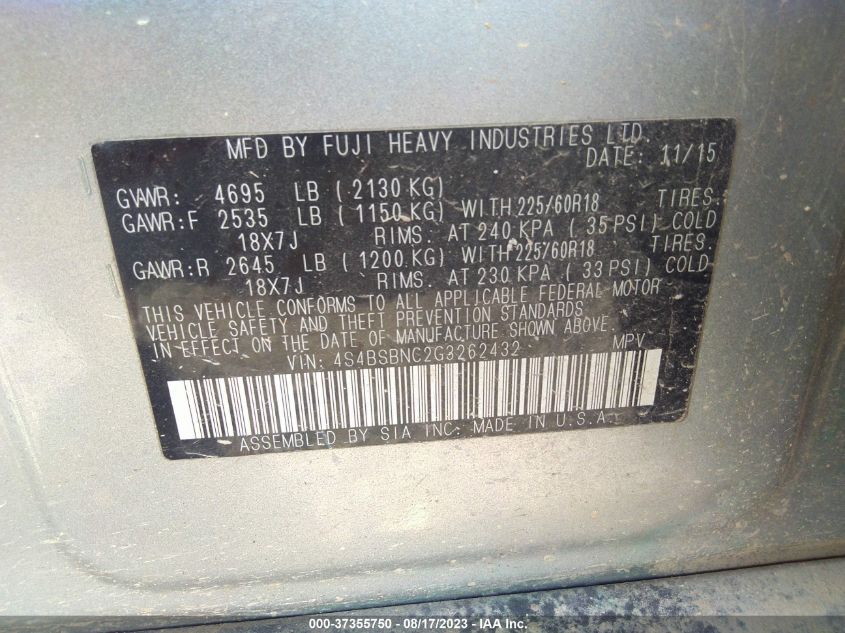 MFD BY FUJI HEAVY INDUSTRIES LTD.
DATE: 11/15
GVWR: 4695 LB (2130 KG)
GAWR:F 2535 LB (1150 KG) WITH 225/60R18 TIRES.
18X7J RIMS. AT 240 KPA (35 PSI) COLD
GAWR:R 2645 LB (1200 KG) WITH 225/60R18 TIRES.
18X7J RIMS. AT 230 KPA (33 PSI) COLD
THIS VEHICLE CONFORMS TO ALL APPLICABLE FEDERAL MOTOR
VEHICLE SAFETY AND THEFT PREVENTION STANDARDS
IN EFFECT ON THE DATE OF MANUFACTURE SHOWN ABOVE.
VIN: 4S4BSBNC2G3262432 MPV
ASSEMBLED BY SIA INC: MADE IN U.S.A.
000-37355750 - 08/17/2023 - IAAI.com